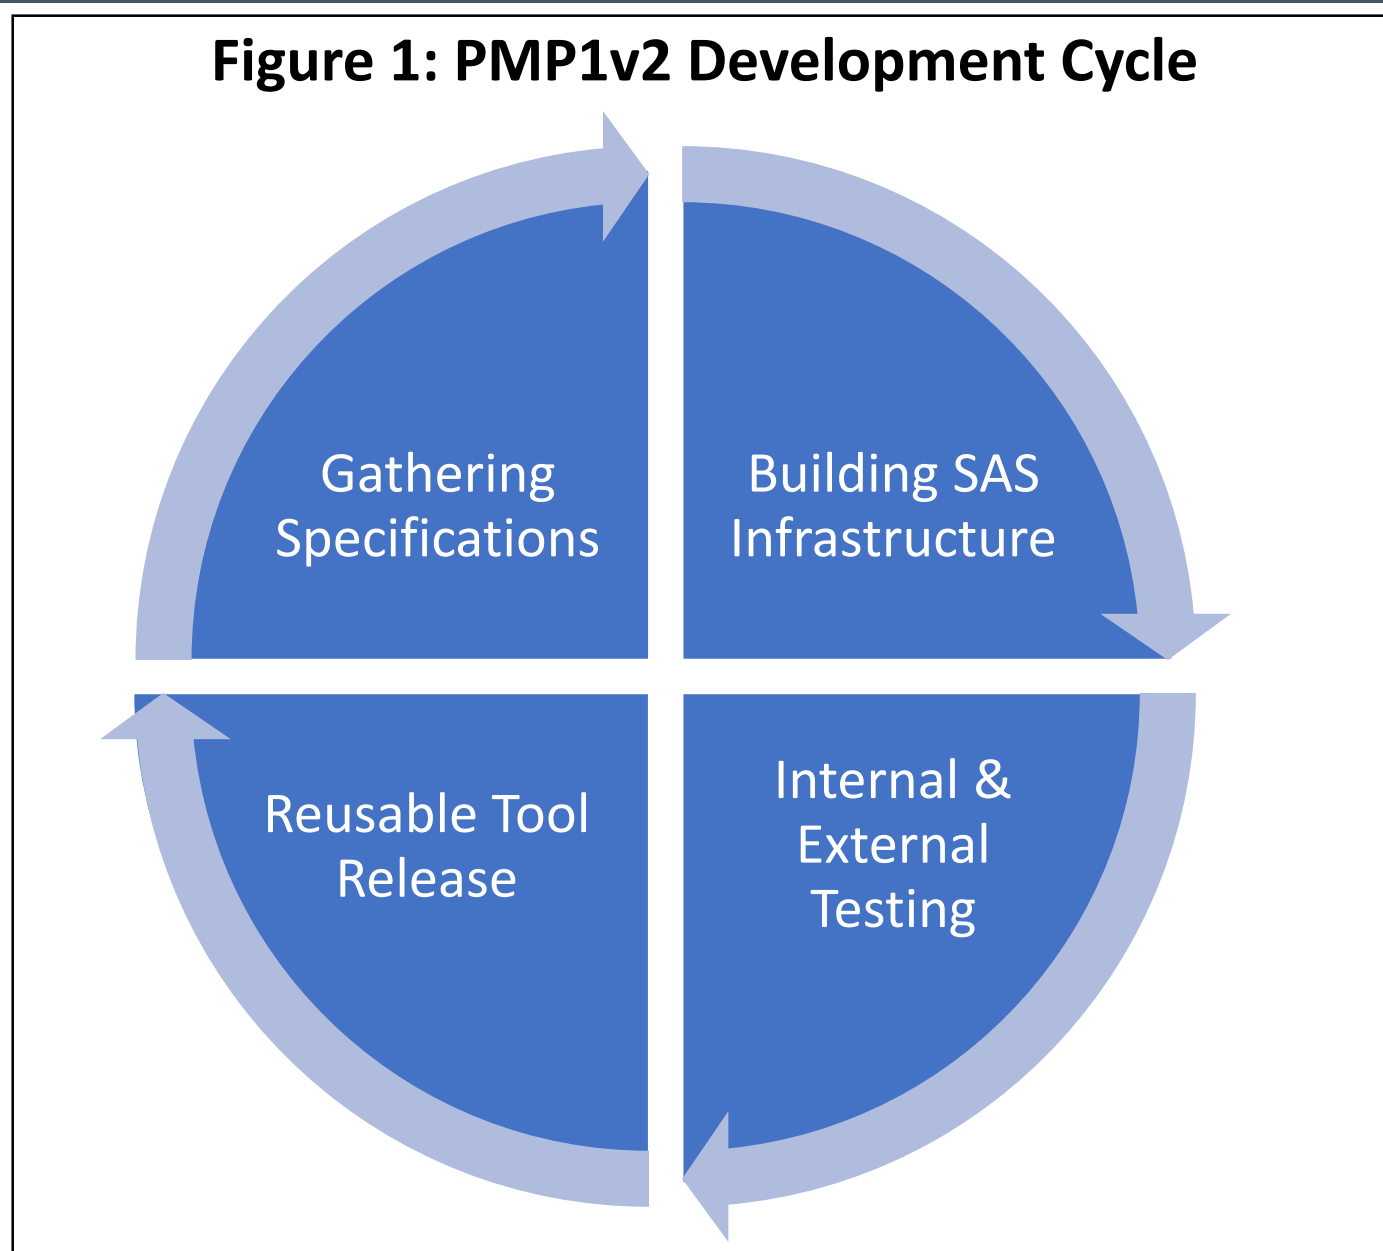 Figure 1: PMP1v2 Development Cycle
Gathering
Specifications
Building SAS
Infrastructure
Internal &
External
Testing
Reusable Tool
Release